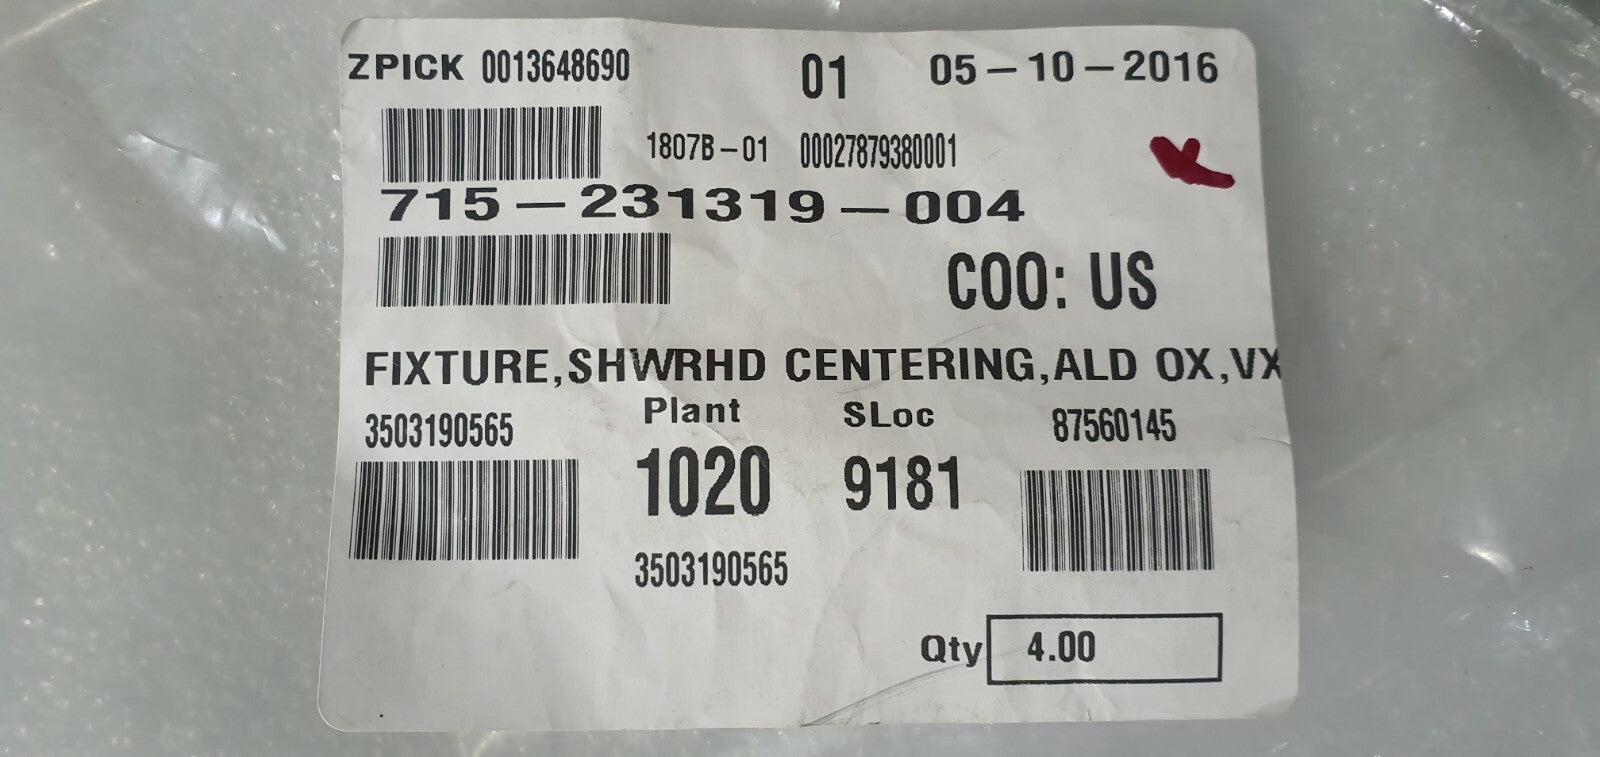 ZPICK 0013648690 01 05-10-2016
1807B-01 00027879380001
715-231319-004
COO: US
FIXTURE,SHWRHD CENTERING,ALD OX,VX
3503190565 Plant SLoc 87560145
1020 9181
3503190565
Qty 4.00